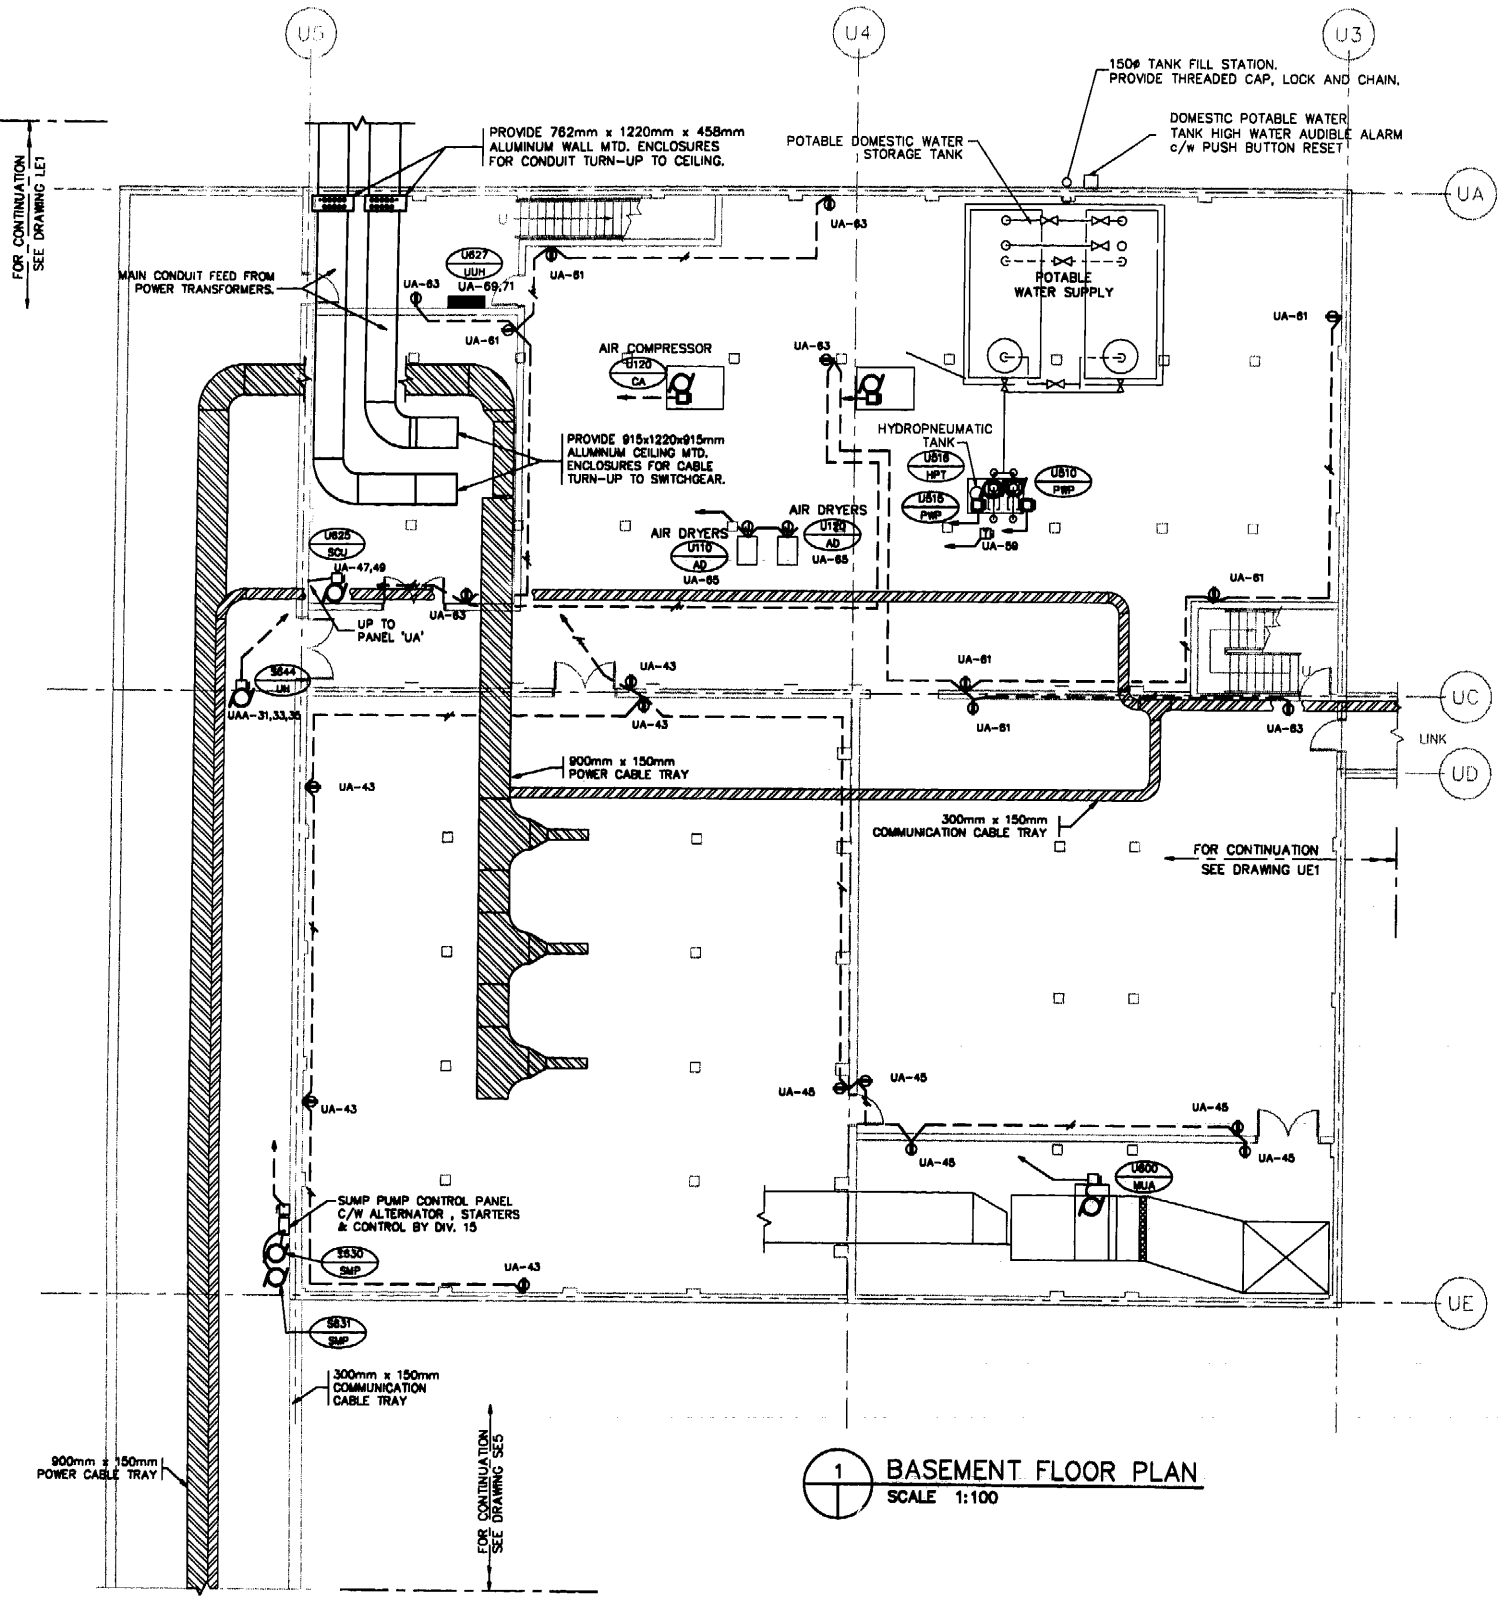 U5
U4
U3
150ø TANK FILL STATION.
PROVIDE THREADED CAP, LOCK AND CHAIN.
DOMESTIC POTABLE WATER
TANK HIGH WATER AUDIBLE ALARM
c/w PUSH BUTTON RESET
POTABLE DOMESTIC WATER
STORAGE TANK
PROVIDE 762mm x 1220mm x 458mm
ALUMINUM WALL MTD. ENCLOSURES
FOR CONDUIT TURN-UP TO CEILING.
FOR CONTINUATION
SEE DRAWING LE1
UA
U
UA-63
U627
UUH
UA-69,71
UA-61
MAIN CONDUIT FEED FROM
POWER TRANSFORMERS.
UA-63
UA-61
POTABLE
WATER SUPPLY
UA-61
AIR COMPRESSOR
U120
CA
UA-63
PROVIDE 915x1220x915mm
ALUMINUM CEILING MTD.
ENCLOSURES FOR CABLE
TURN-UP TO SWITCHGEAR.
HYDROPNEUMATIC
TANK
U516
HPT
U510
PWP
U515
PWP
UA-59
AIR DRYERS
U120
AD
UA-65
AIR DRYERS
U110
AD
UA-65
U625
SCU
UA-47,49
UA-63
UP TO
PANEL 'UA'
UA-61
S644
UH
UAA-31,33,35
UA-43
UA-43
UA-61
UA-61
U
UA-63
UC
LINK
UD
900mm x 150mm
POWER CABLE TRAY
UA-43
300mm x 150mm
COMMUNICATION CABLE TRAY
FOR CONTINUATION
SEE DRAWING UE1
UA-43
UA-45
UA-45
UA-45
UA-45
UA-45
U600
MUA
SUMP PUMP CONTROL PANEL
C/W ALTERNATOR , STARTERS
& CONTROL BY DIV. 15
S630
SMP
UA-43
S631
SMP
UE
300mm x 150mm
COMMUNICATION
CABLE TRAY
900mm x 150mm
POWER CABLE TRAY
FOR CONTINUATION
SEE DRAWING SE5
1
BASEMENT FLOOR PLAN
SCALE 1:100